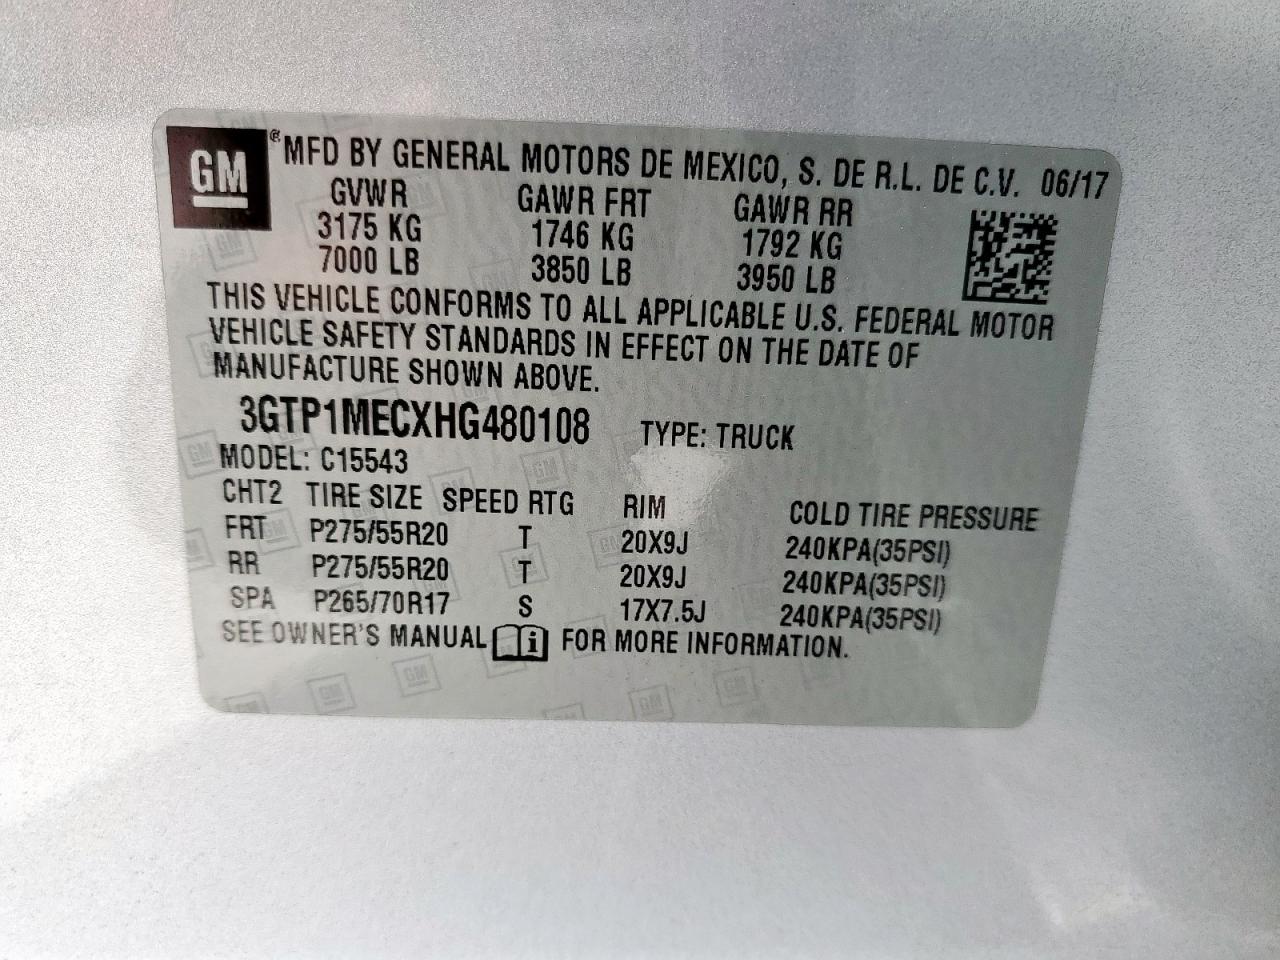 GM ® MFD BY GENERAL MOTORS DE MEXICO, S. DE R.L. DE C.V. 06/17
GVWR GAWR FRT GAWR RR
3175 KG 1746 KG 1792 KG
7000 LB 3850 LB 3950 LB
THIS VEHICLE CONFORMS TO ALL APPLICABLE U.S. FEDERAL MOTOR
VEHICLE SAFETY STANDARDS IN EFFECT ON THE DATE OF
MANUFACTURE SHOWN ABOVE.
3GTP1MECXHG480108 TYPE: TRUCK
MODEL: C15543
CHT2 TIRE SIZE SPEED RTG RIM COLD TIRE PRESSURE
FRT P275/55R20 T 20X9J 240KPA(35PSI)
RR P275/55R20 T 20X9J 240KPA(35PSI)
SPA P265/70R17 S 17X7.5J 240KPA(35PSI)
SEE OWNER'S MANUAL i FOR MORE INFORMATION.